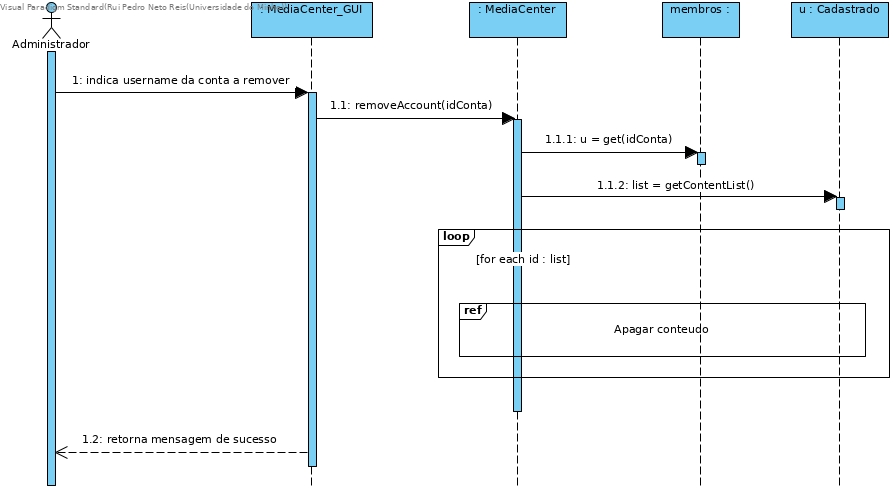 Visual Paradigm Standard(Rui Pedro Neto Reis(Universidade do
: MediaCenter_GUI
: MediaCenter
membros :
u : Cadastrado
Administrador
1: indica username da conta a remover
1.1: removeAccount(idConta)
1.1.1: u = get(idConta)
1.1.2: list = getContentList()
loop
[for each id : list]
ref
Apagar conteudo
1.2: retorna mensagem de sucesso